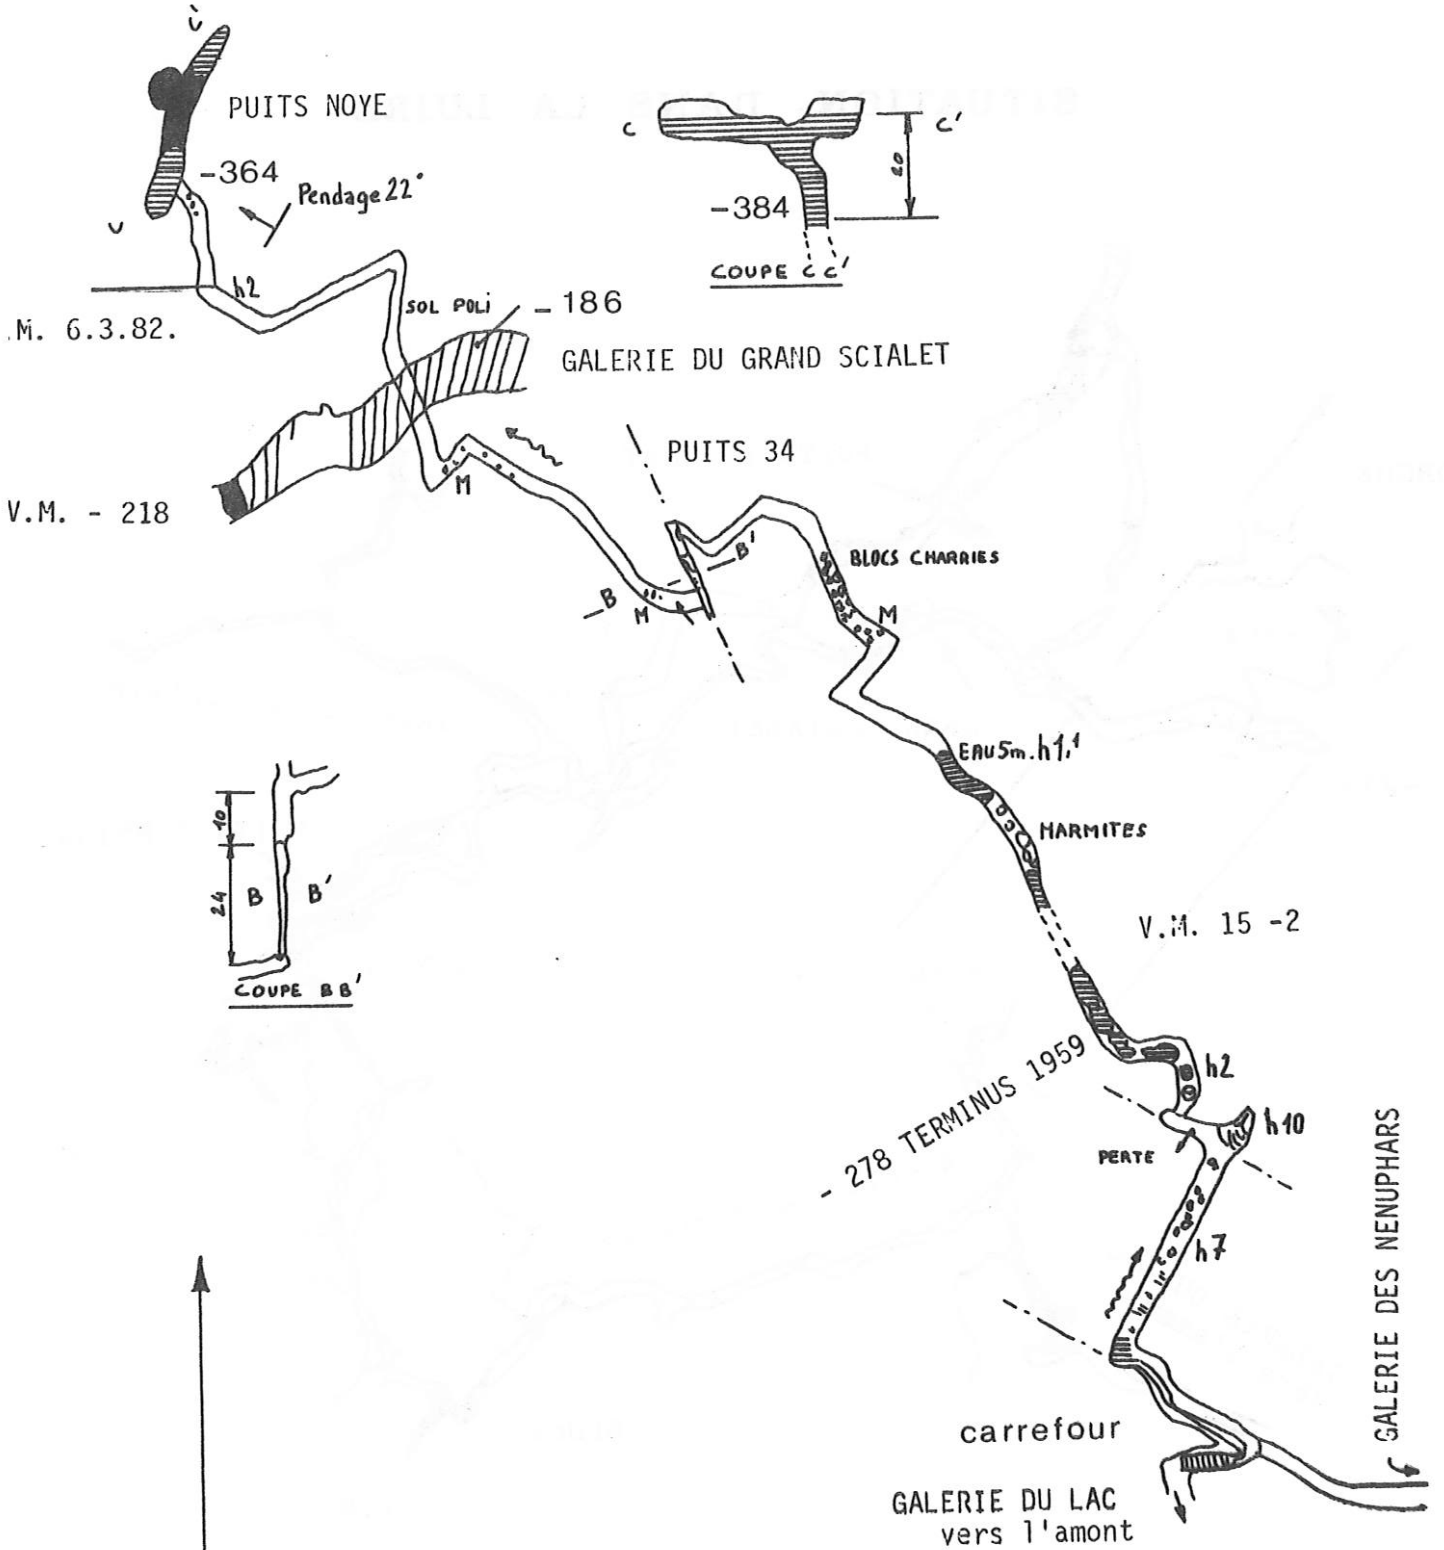 PUITS NOYE
-364
Pendage 22°
C
C'
20
-384
COUPE C C'
h2
SOL POLI
- 186
.M. 6.3.82.
GALERIE DU GRAND SCIALET
PUITS 34
M
V.M. - 218
B'
BLOCS CHARRIES
B
M
M
EAU 5m. h1,1
MARMITES
10
24
B
B'
COUPE BB'
V.M. 15 -2
- 278 TERMINUS 1959
h2
h10
PERTE
h7
GALERIE DES NENUPHARS
carrefour
GALERIE DU LAC
vers l'amont